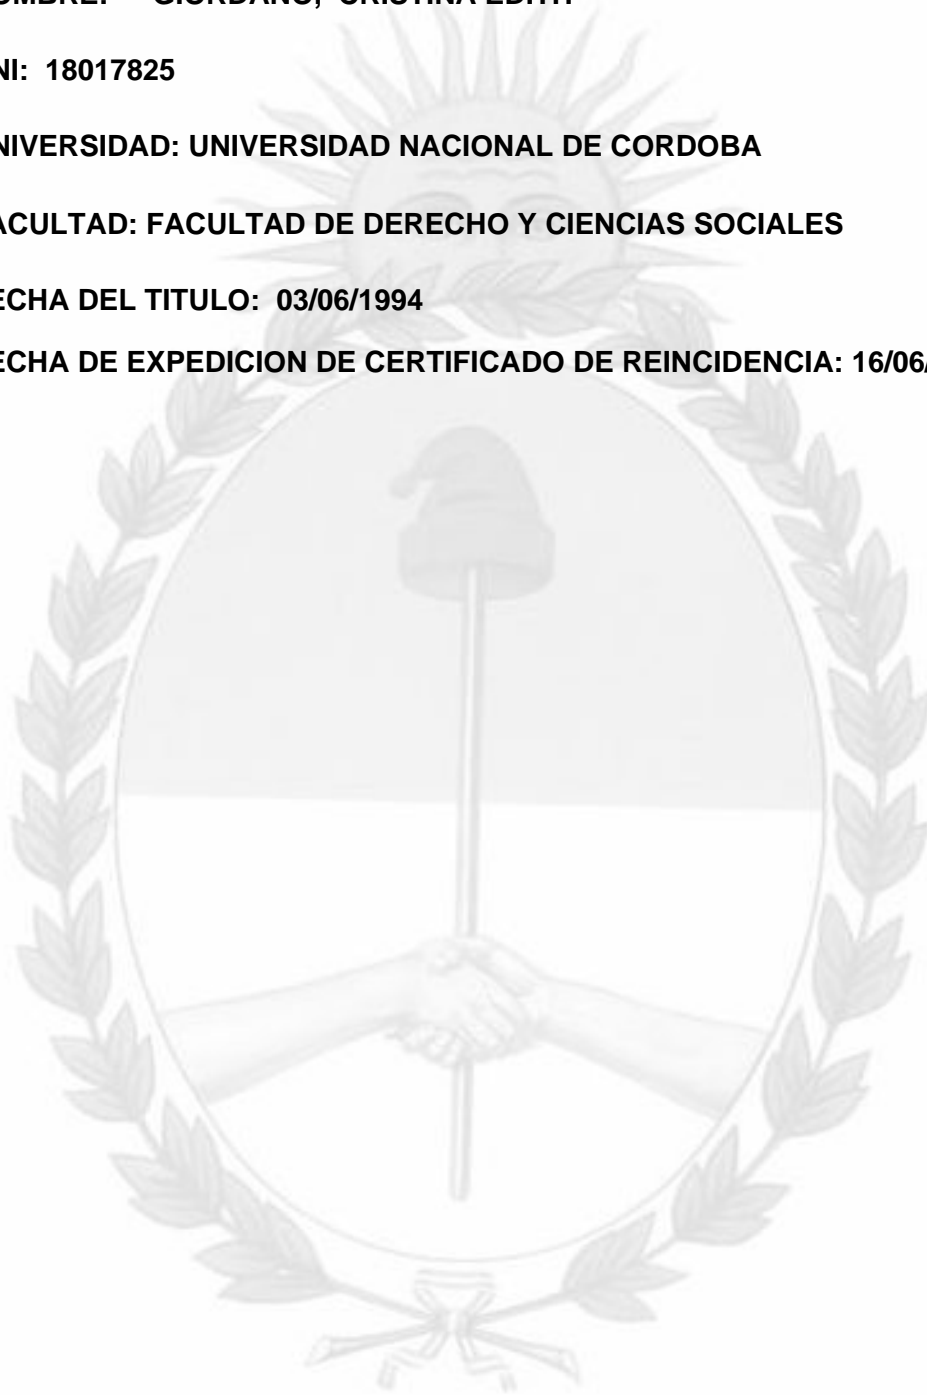 OMBRE: GIORDANO, CRISTINA EDITH
NI: 18017825
NIVERSIDAD: UNIVERSIDAD NACIONAL DE CORDOBA
ACULTAD: FACULTAD DE DERECHO Y CIENCIAS SOCIALES
ECHA DEL TITULO: 03/06/1994
ECHA DE EXPEDICION DE CERTIFICADO DE REINCIDENCIA: 16/06/